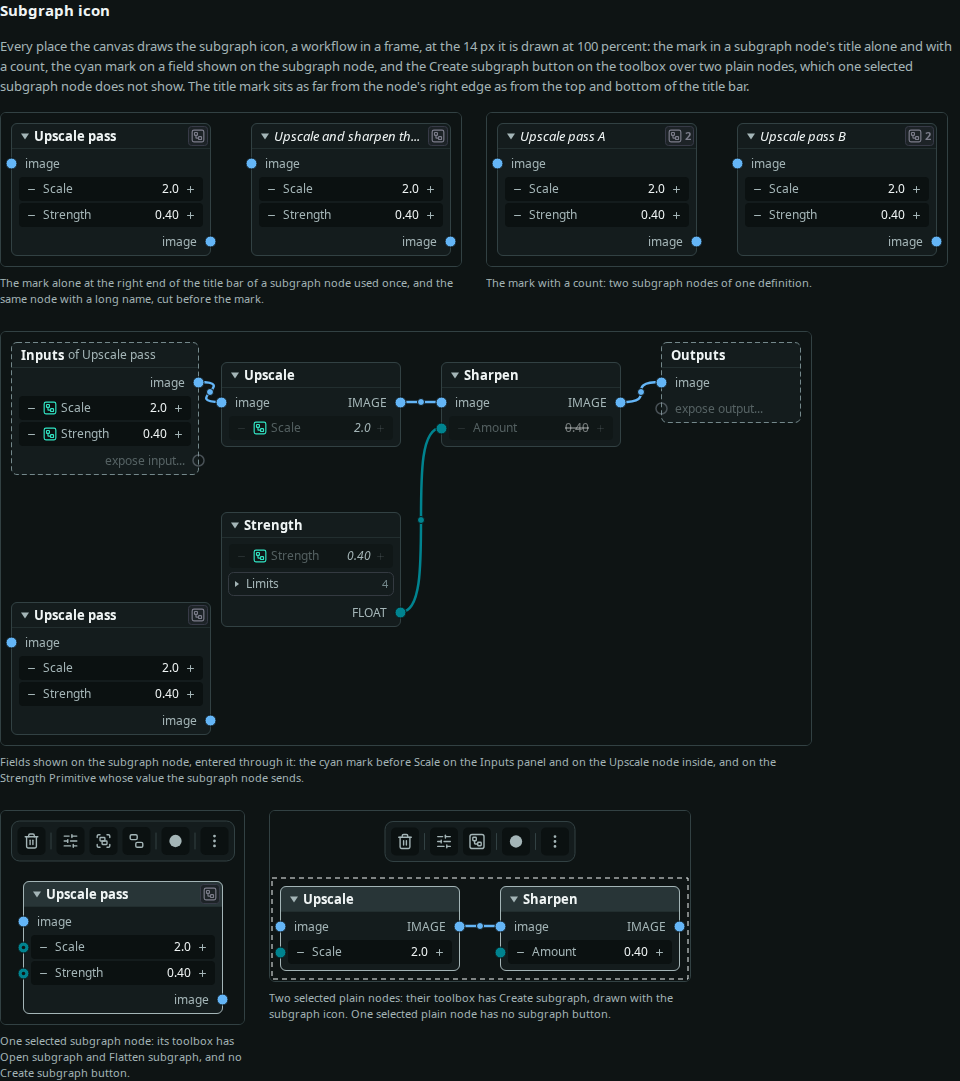 Subgraph icon
Every place the canvas draws the subgraph icon, a workflow in a frame, at the 14 px it is drawn at 100 percent: the mark in a subgraph node's title alone and with
a count, the cyan mark on a field shown on the subgraph node, and the Create subgraph button on the toolbox over two plain nodes, which one selected
subgraph node does not show. The title mark sits as far from the node's right edge as from the top and bottom of the title bar.
Upscale pass
image
− Scale 2.0 +
− Strength 0.40 +
image
Upscale and sharpen th...
image
− Scale 2.0 +
− Strength 0.40 +
image
Upscale pass A 2
image
− Scale 2.0 +
− Strength 0.40 +
image
Upscale pass B 2
image
− Scale 2.0 +
− Strength 0.40 +
image
The mark alone at the right end of the title bar of a subgraph node used once, and the
same node with a long name, cut before the mark.
The mark with a count: two subgraph nodes of one definition.
Inputs of Upscale pass
image
− Scale 2.0 +
− Strength 0.40 +
expose input...
Upscale
image IMAGE
− Scale 2.0 +
Sharpen
image IMAGE
− Amount 0.40 +
Outputs
image
expose output...
Strength
− Strength 0.40 +
Limits 4
FLOAT
Upscale pass
image
− Scale 2.0 +
− Strength 0.40 +
image
Fields shown on the subgraph node, entered through it: the cyan mark before Scale on the Inputs panel and on the Upscale node inside, and on the
Strength Primitive whose value the subgraph node sends.
Upscale pass
image
− Scale 2.0 +
− Strength 0.40 +
image
One selected subgraph node: its toolbox has
Open subgraph and Flatten subgraph, and no
Create subgraph button.
Upscale
image IMAGE
− Scale 2.0 +
Sharpen
image IMAGE
− Amount 0.40 +
Two selected plain nodes: their toolbox has Create subgraph, drawn with the
subgraph icon. One selected plain node has no subgraph button.